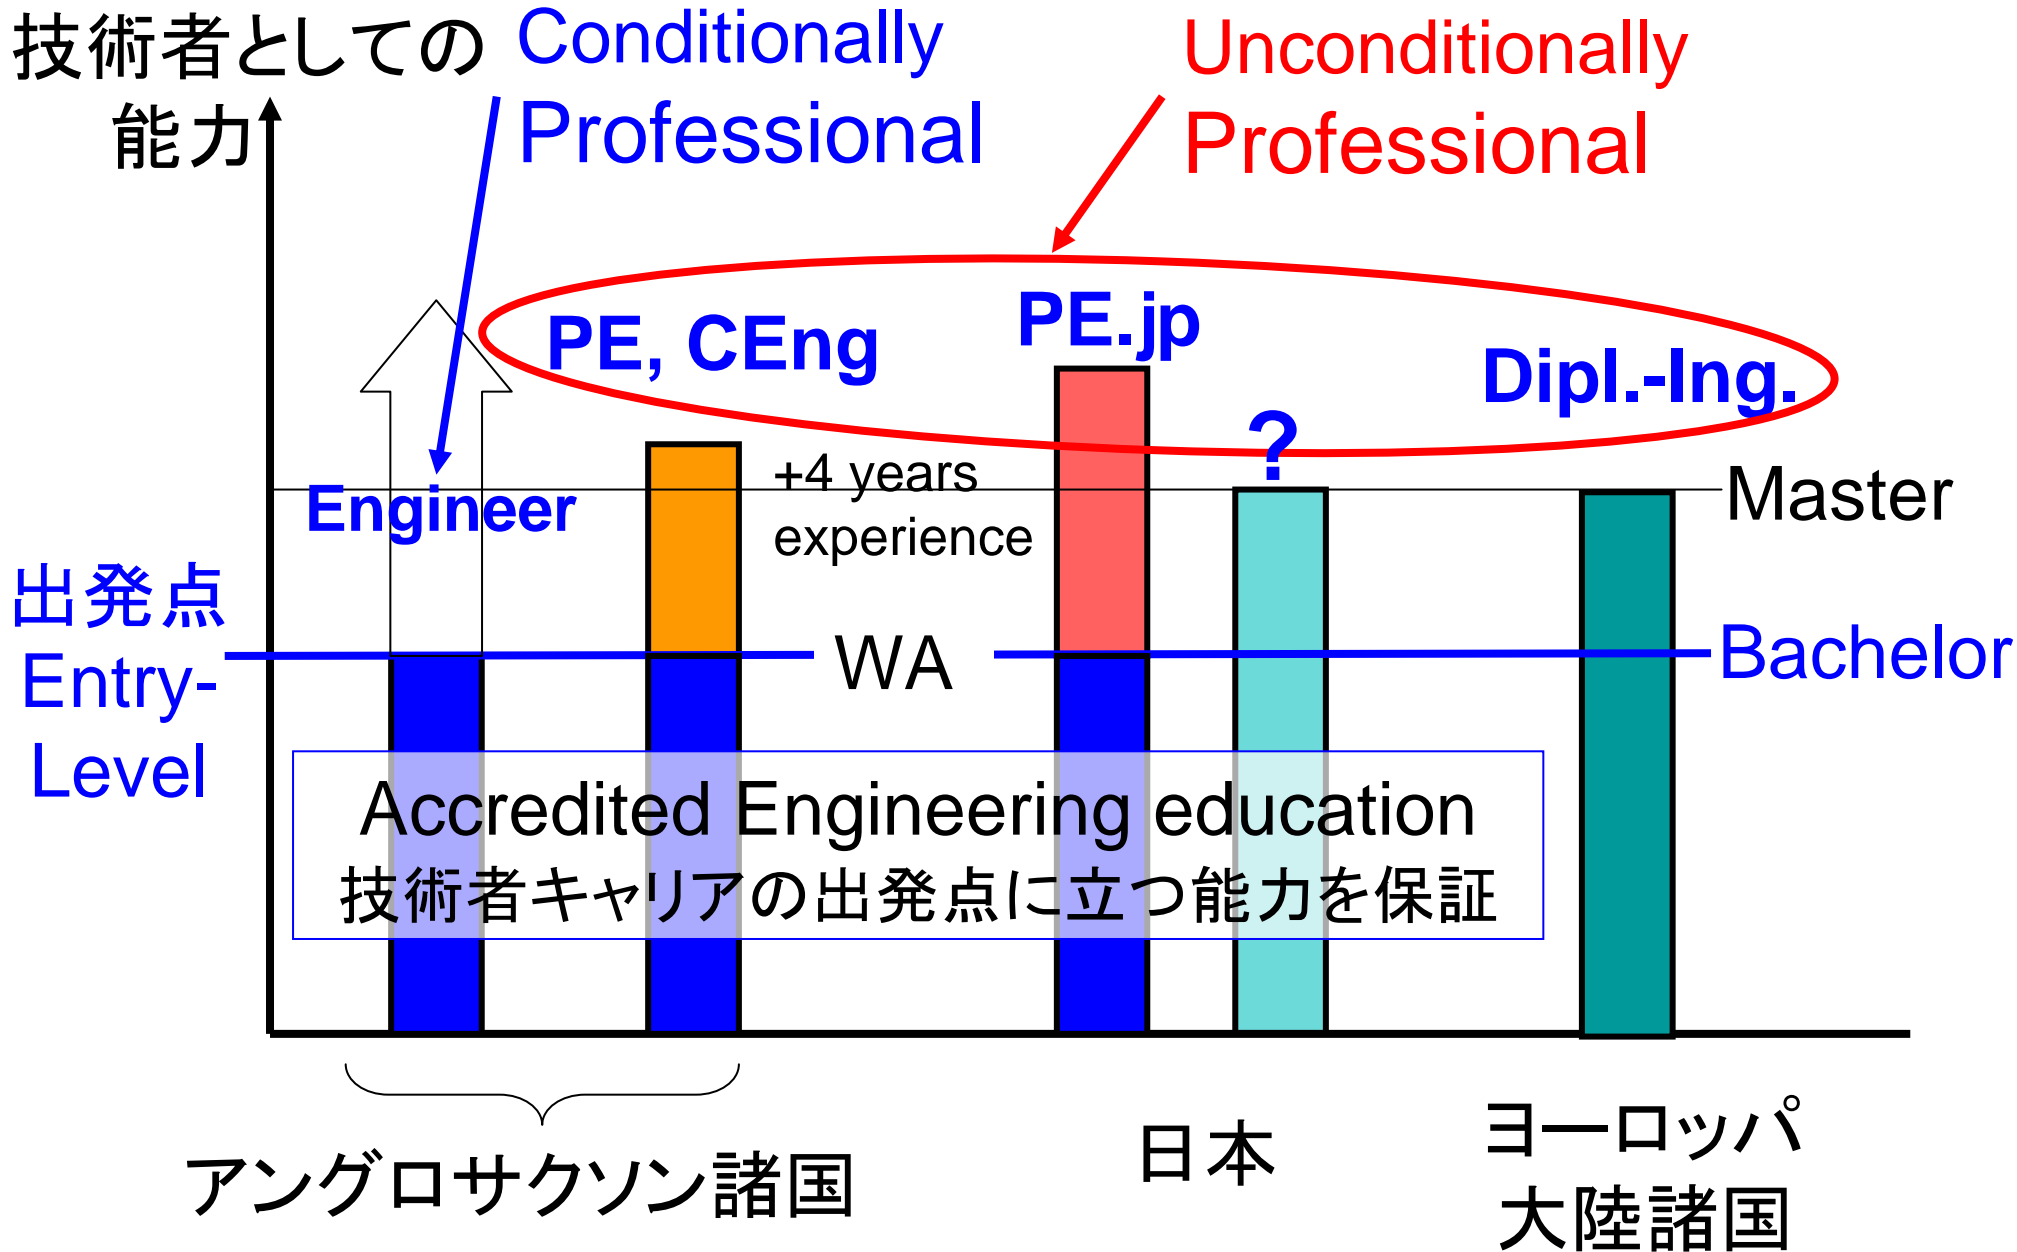 技術者としての
能力
Conditionally
Professional
Unconditionally
Professional
PE, CEng
PE.jp
Dipl.-Ing.
?
Engineer
+4 years
experience
Master
出発点
Entry-
Level
WA
Bachelor
Accredited Engineering education
技術者キャリアの出発点に立つ能力を保証
アングロサクソン諸国
日本
ヨーロッパ
大陸諸国